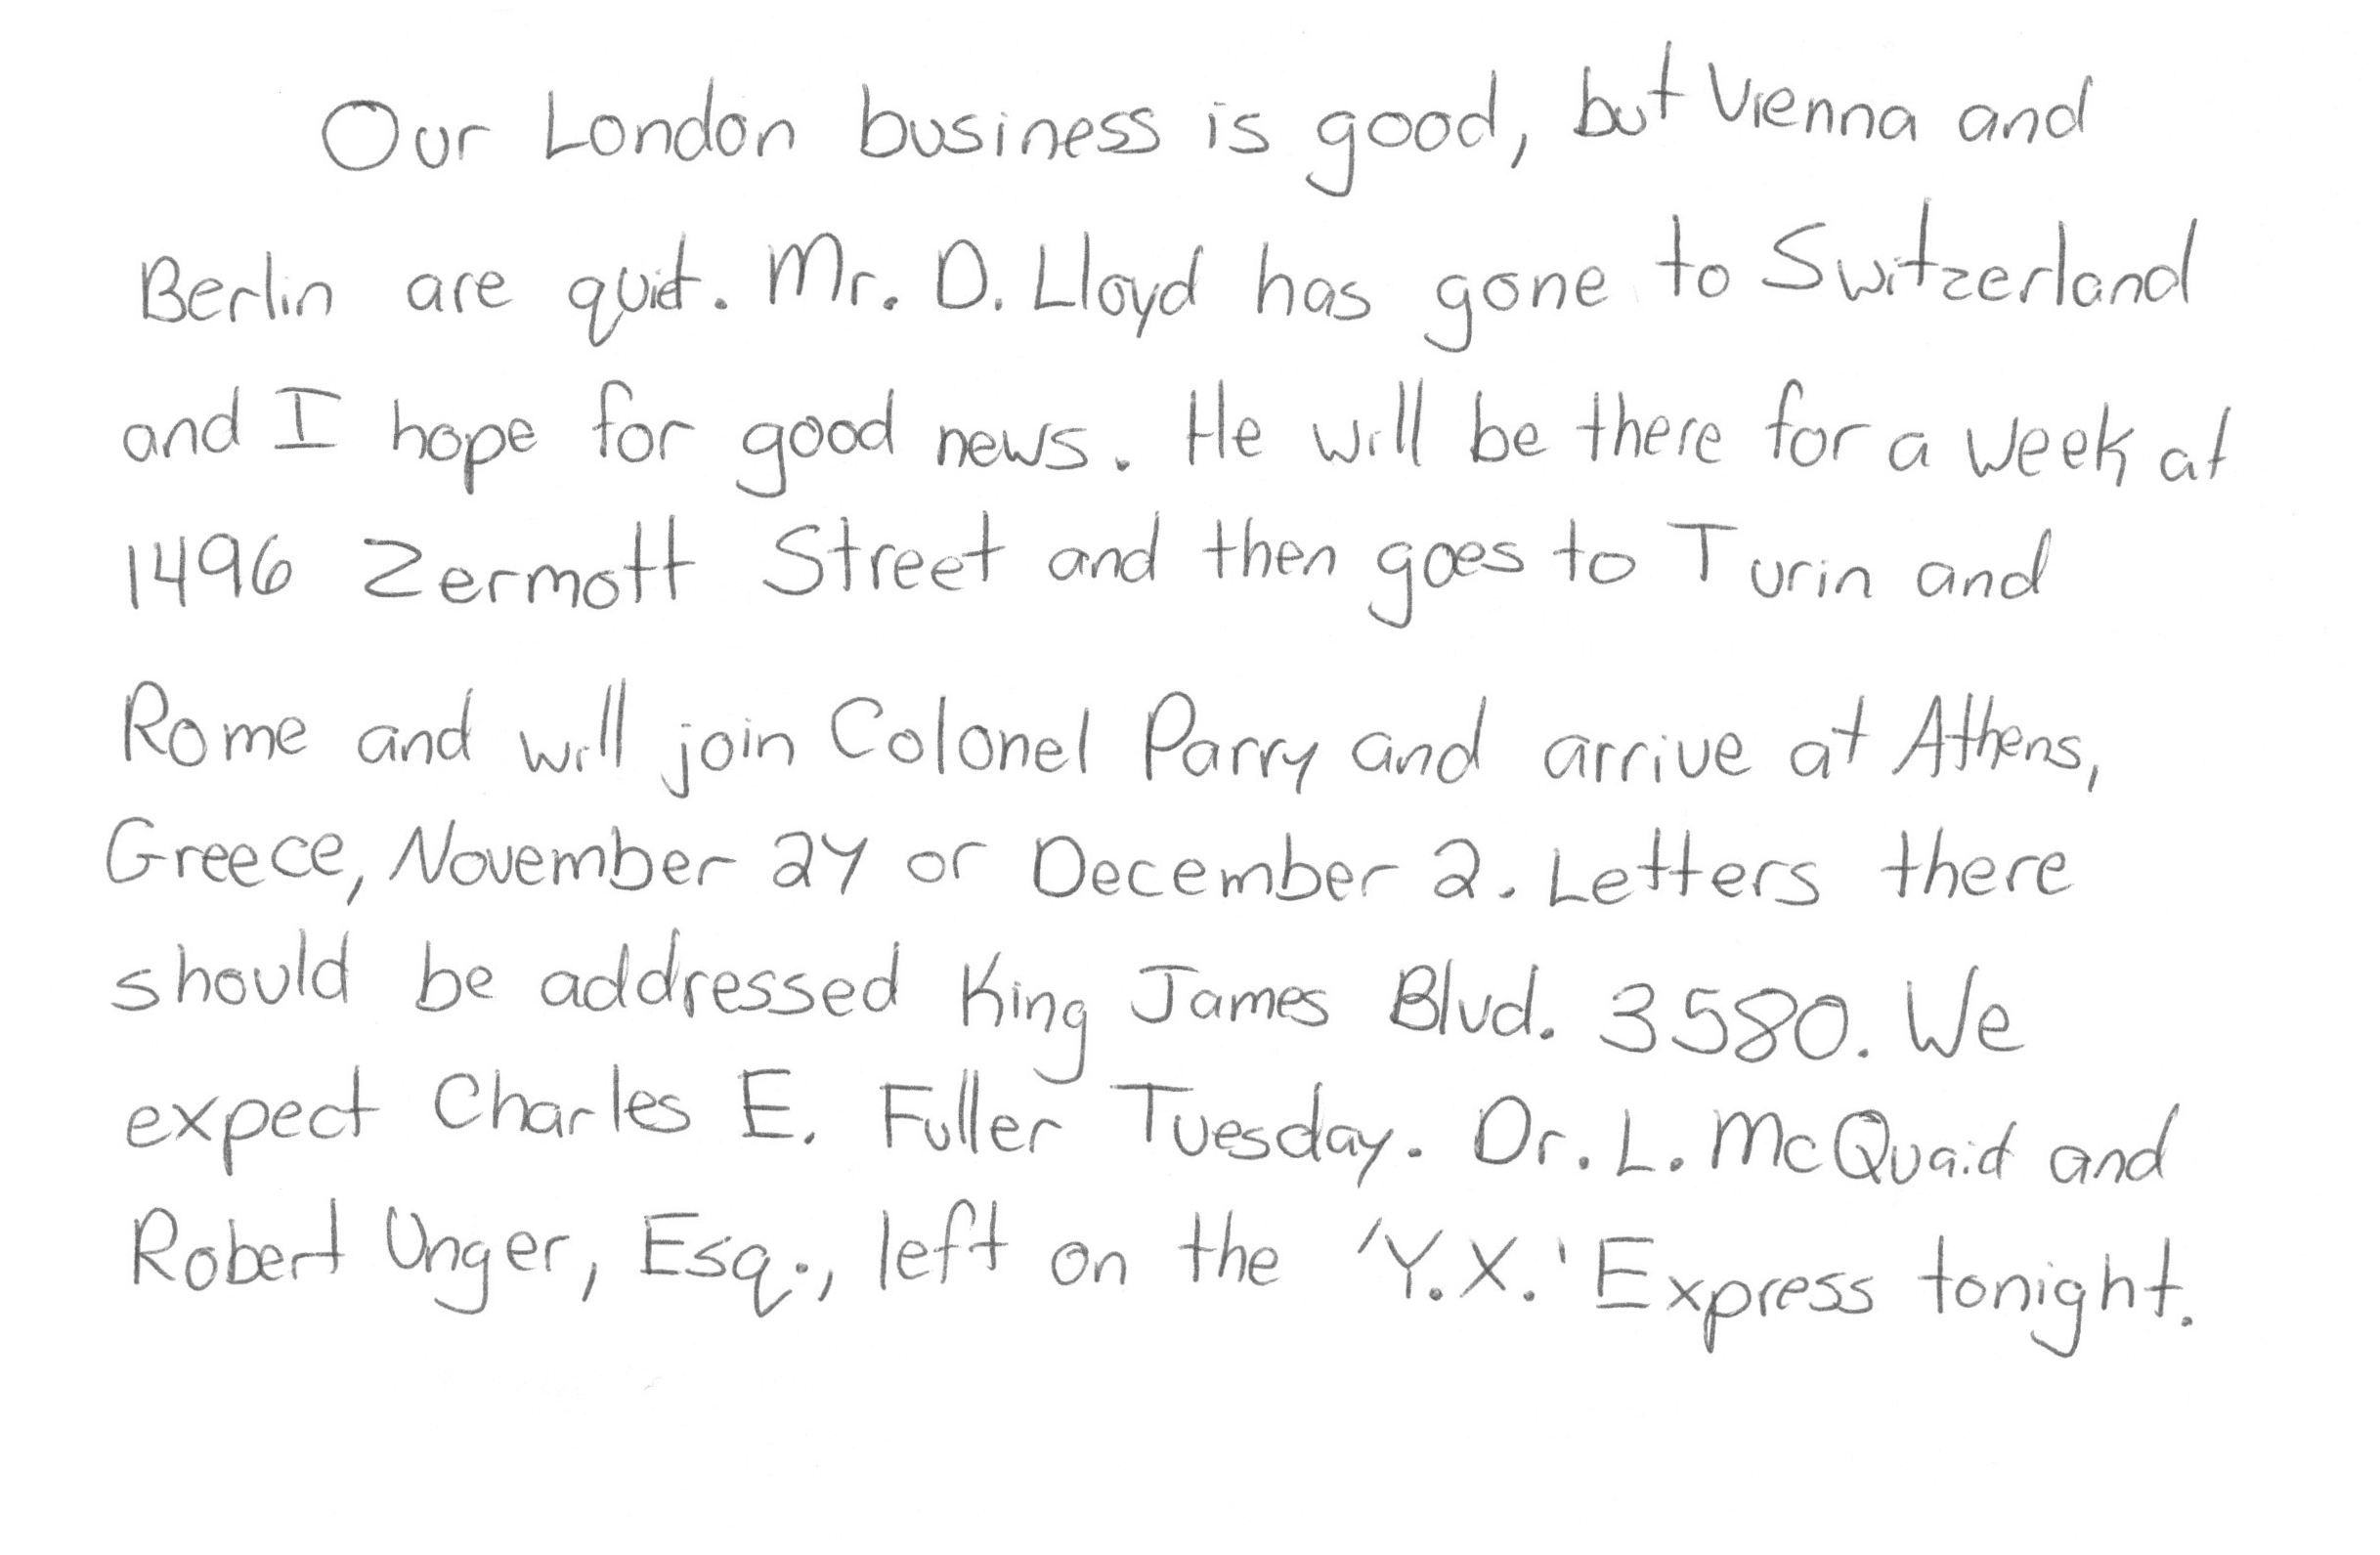 Our London business is good, but Vienna and
Berlin are quiet. Mr. D. Lloyd has gone to Switzerland
and I hope for good news. He will be there for a week at
1496 Zermott Street and then goes to Turin and
Rome and will join Colonel Parry and arrive at Athens,
Greece, November 24 or December 2. Letters there
should be addressed King James Blvd. 3580. We
expect Charles E. Fuller Tuesday. Dr. L. McQuaid and
Robert Unger, Esq., left on the 'Y.X.' Express tonight.